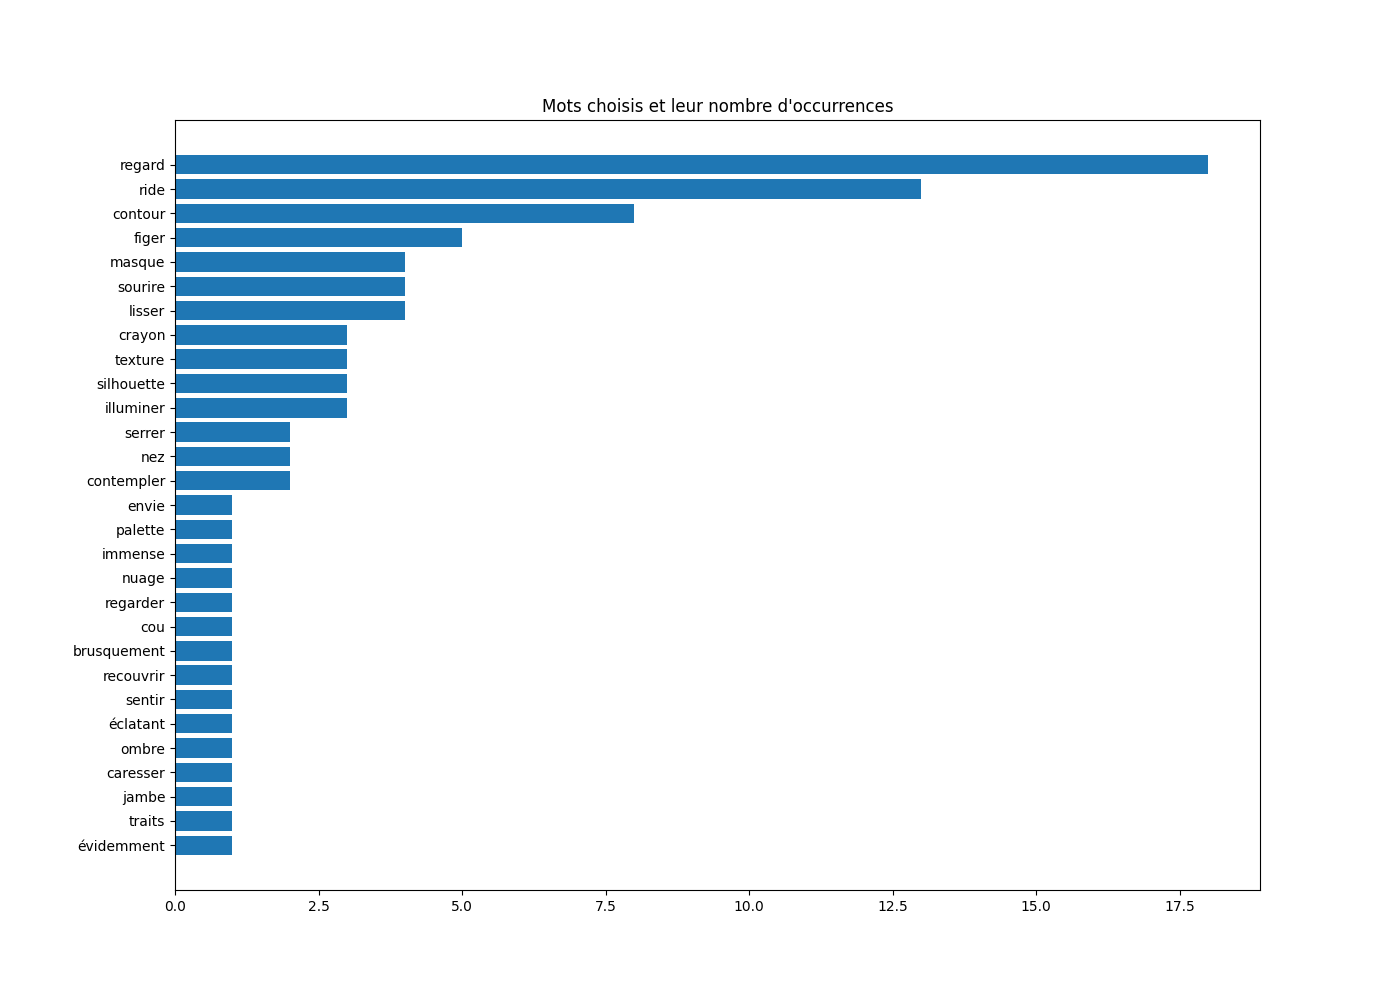 Mots choisis et leur nombre d'occurrences
regard
ride
contour
figer
masque
sourire
lisser
crayon
texture
silhouette
illuminer
serrer
nez
contempler
envie
palette
immense
nuage
regarder
cou
brusquement
recouvrir
sentir
éclatant
ombre
caresser
jambe
traits
évidemment
0.0 2.5 5.0 7.5 10.0 12.5 15.0 17.5